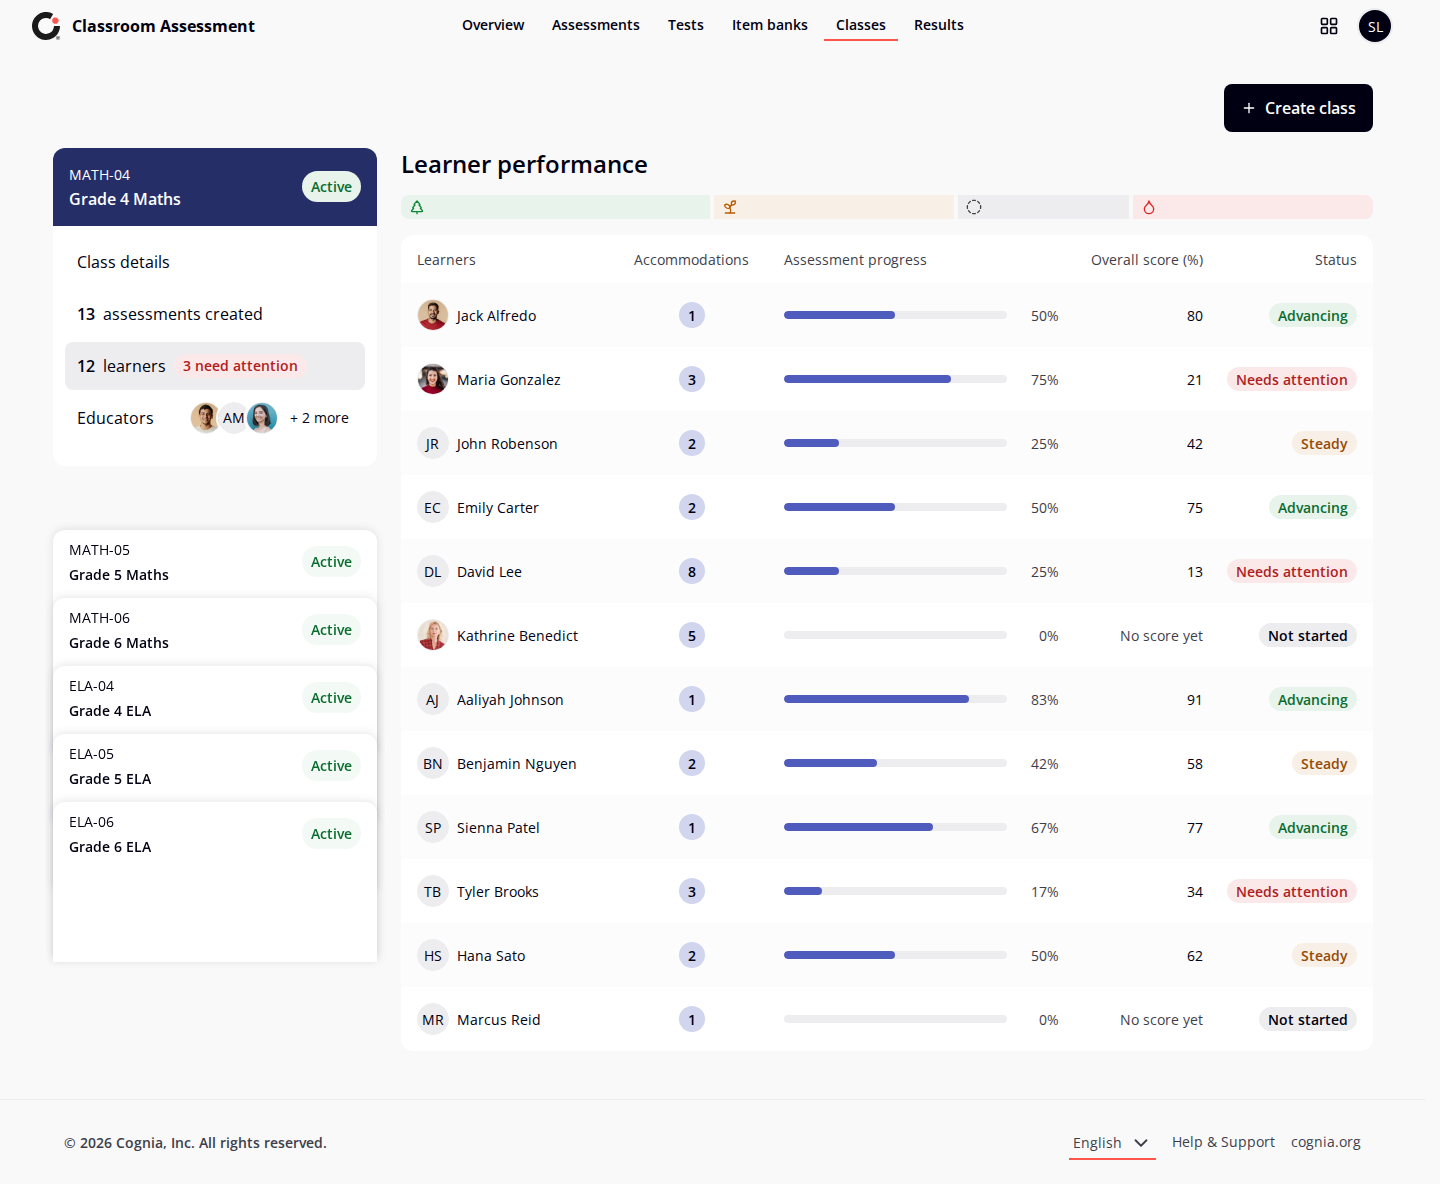 Classroom Assessment
Overview Assessments Tests Item banks Classes Results
SL
+ Create class
MATH-04
Grade 4 Maths
Active
Class details
13 assessments created
12 learners 3 need attention
Educators AM + 2 more
MATH-05
Grade 5 Maths
Active
MATH-06
Grade 6 Maths
Active
ELA-04
Grade 4 ELA
Active
ELA-05
Grade 5 ELA
Active
ELA-06
Grade 6 ELA
Active
Learner performance
Learners Accommodations Assessment progress Overall score (%) Status
Jack Alfredo 1 50% 80 Advancing
Maria Gonzalez 3 75% 21 Needs attention
JR John Robenson 2 25% 42 Steady
EC Emily Carter 2 50% 75 Advancing
DL David Lee 8 25% 13 Needs attention
Kathrine Benedict 5 0% No score yet Not started
AJ Aaliyah Johnson 1 83% 91 Advancing
BN Benjamin Nguyen 2 42% 58 Steady
SP Sienna Patel 1 67% 77 Advancing
TB Tyler Brooks 3 17% 34 Needs attention
HS Hana Sato 2 50% 62 Steady
MR Marcus Reid 1 0% No score yet Not started
© 2026 Cognia, Inc. All rights reserved.
English Help & Support cognia.org